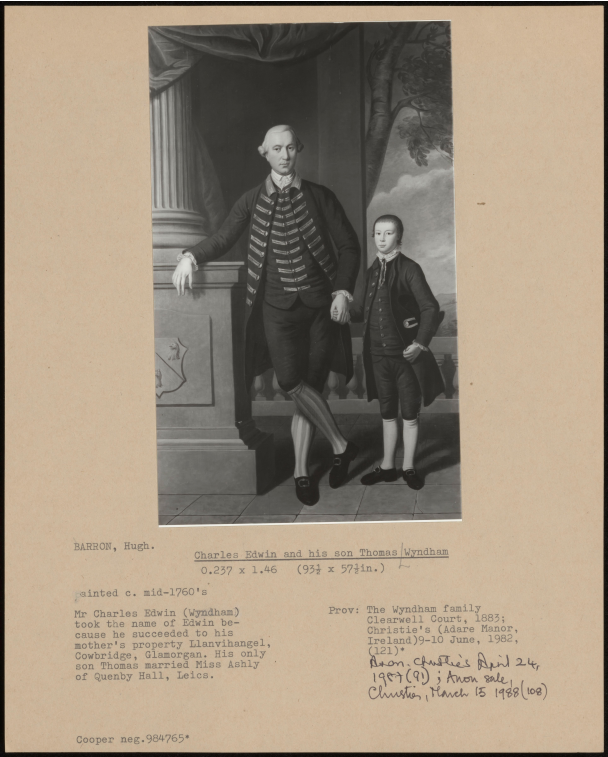 BARRON, Hugh.
Charles Edwin and his son Thomas Wyndham
0.237 x 1.46 (93½ x 57½in.)
ainted c. mid-1760's
Mr Charles Edwin (Wyndham)
took the name of Edwin be-
cause he succeeded to his
mother's property Llanvihangel,
Cowbridge, Glamorgan. His only
son Thomas married Miss Ashly
of Quenby Hall, Leics.
Prov: The Wyndham family
Clearwell Court, 1883;
Christie's (Adare Manor,
Ireland)9-10 June, 1982,
(121)*
Anon. Christie's April 24,
1987 (91) ; Anon sale,
Christies, March 15 1988 (108)
Cooper neg.984765*